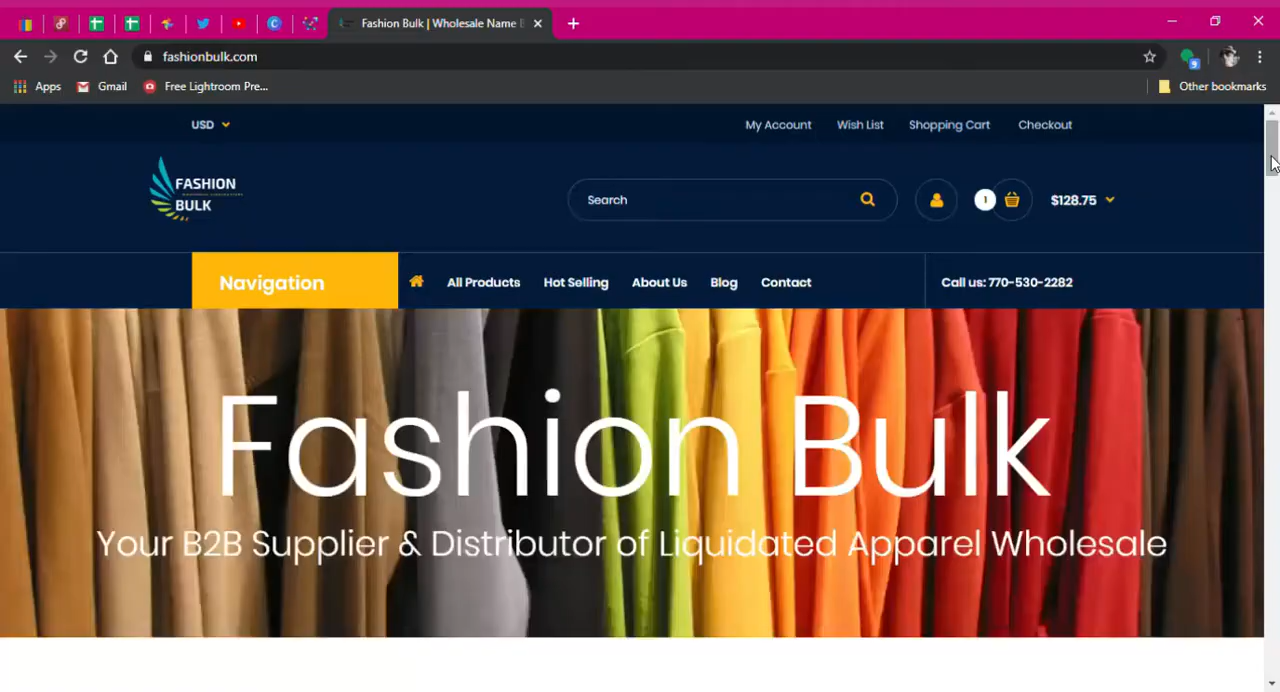 Fashion Bulk | Wholesale Name B
fashionbulk.com
Apps Gmail Free Lightroom Pre... Other bookmarks
USD My Account Wish List Shopping Cart Checkout
FASHION
BULK
Search 1 $128.75
Navigation All Products Hot Selling About Us Blog Contact Call us: 770-530-2282
Fashion Bulk
Your B2B Supplier & Distributor of Liquidated Apparel Wholesale